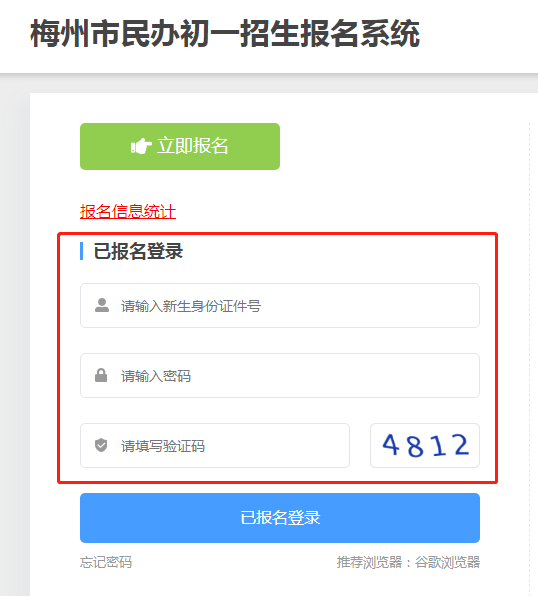 梅州市民办初一招生报名系统
立即报名
报名信息统计
已报名登录
请输入新生身份证件号
请输入密码
请填写验证码 4812
已报名登录
忘记密码 推荐浏览器：谷歌浏览器